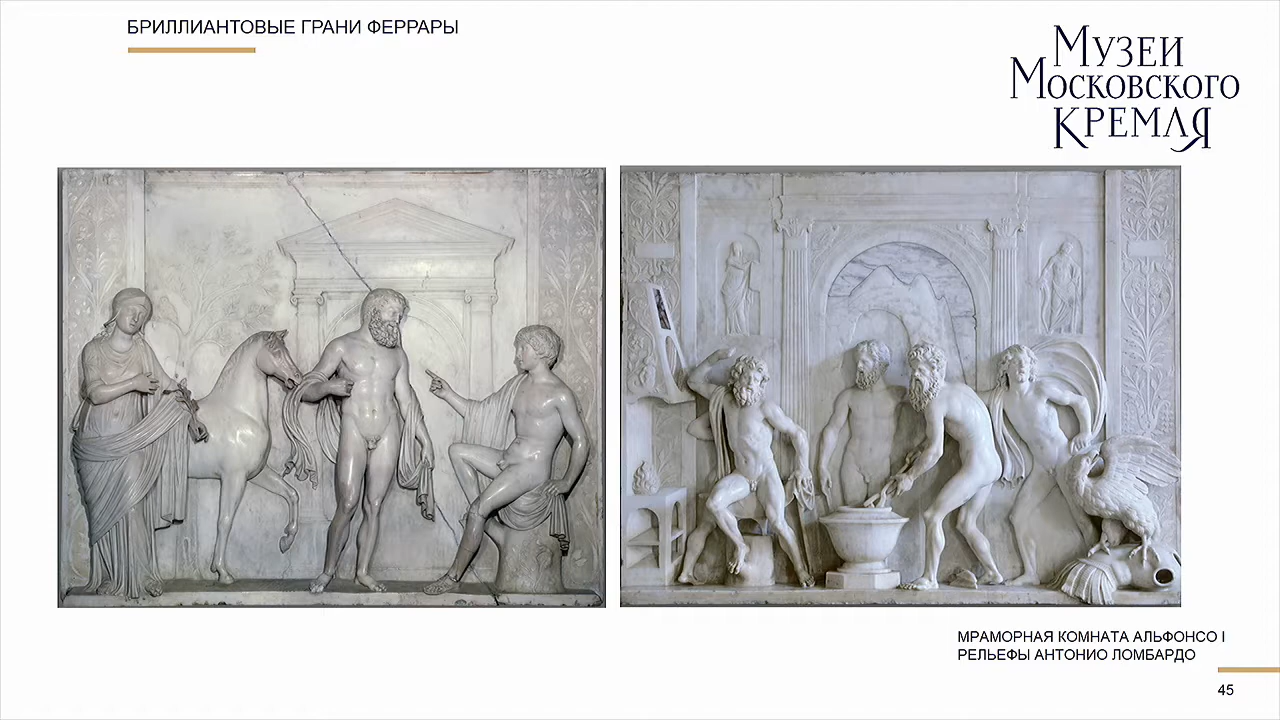 БРИЛЛИАНТОВЫЕ ГРАНИ ФЕРРАРЫ
МУЗЕИ
МОСКОВСКОГО
КРЕМЛЯ
МРАМОРНАЯ КОМНАТА АЛЬФОНСО I
РЕЛЬЕФЫ АНТОНИО ЛОМБАРДО
45